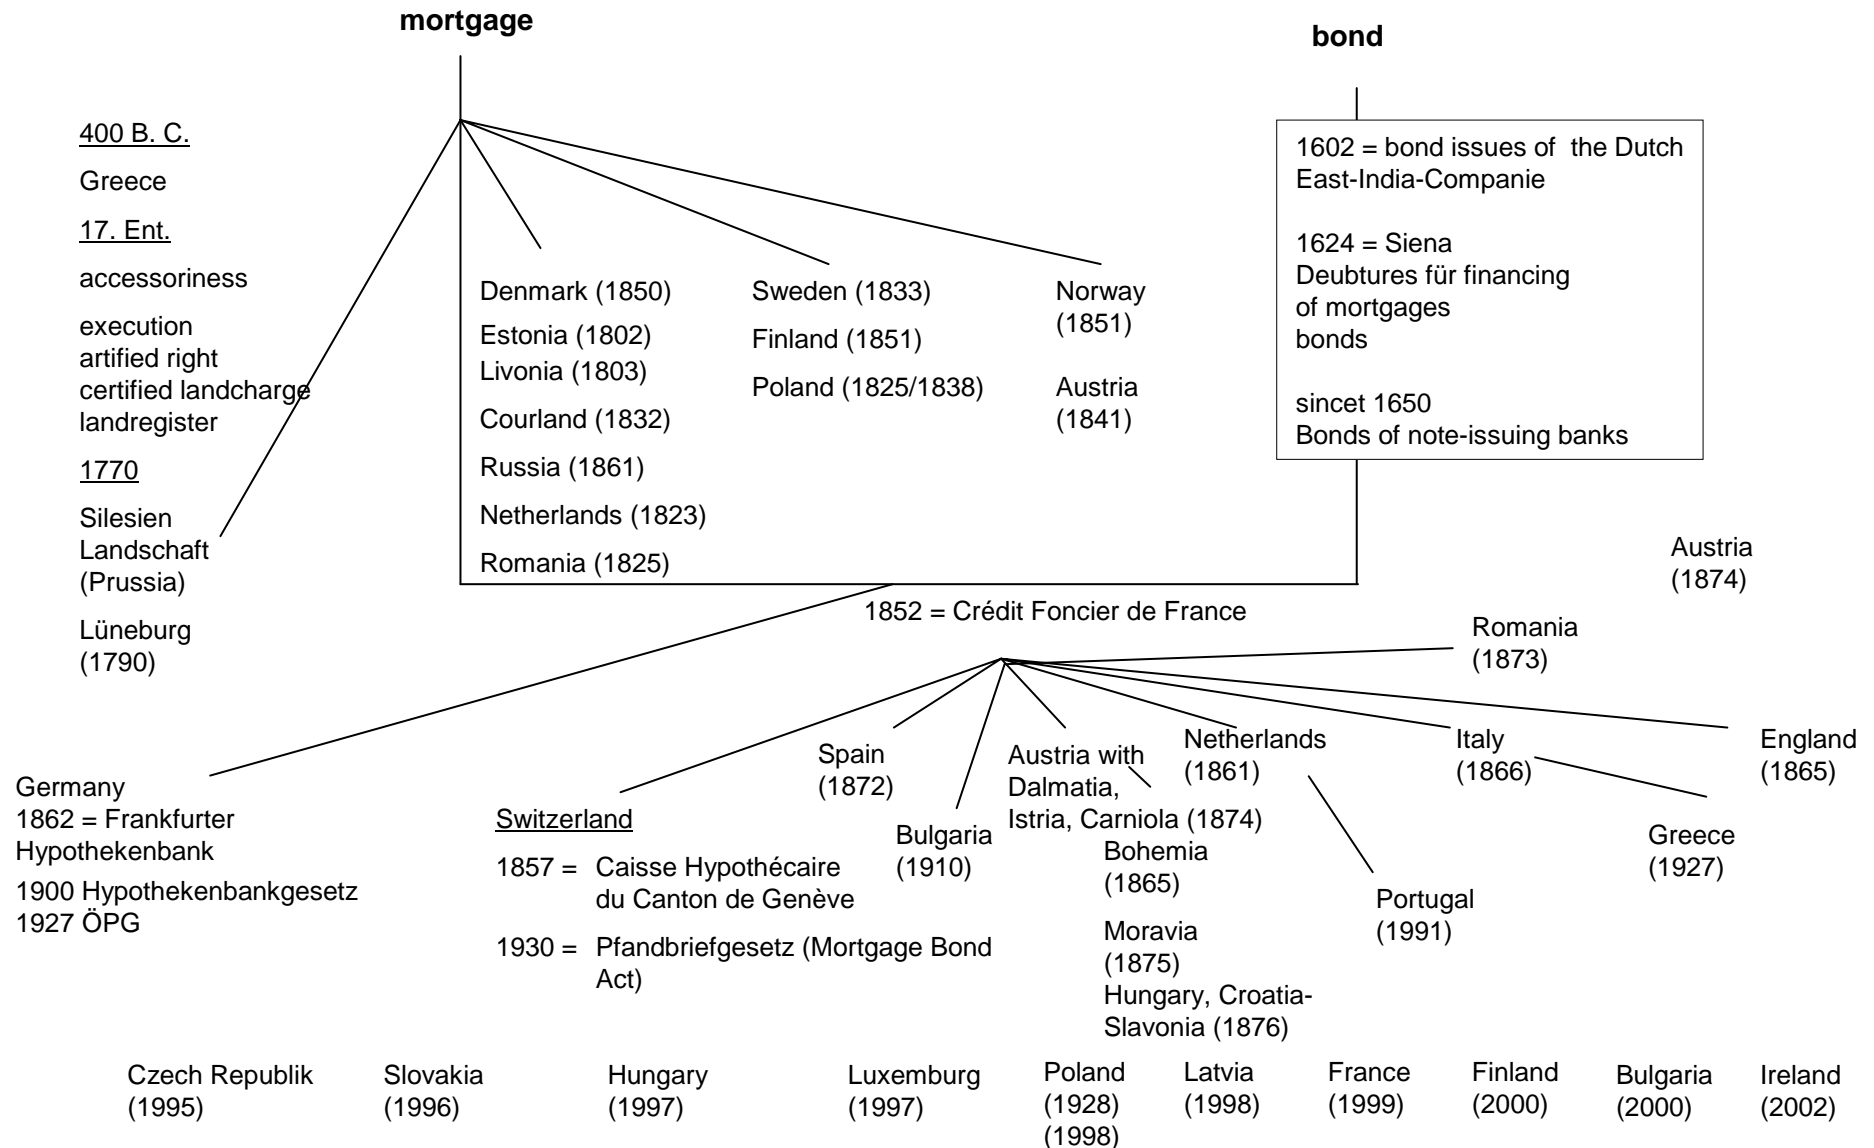 mortgage
bond
400 B. C.
Greece
17. Ent.
accessoriness
execution
artified right
certified landcharge
landregister
1770
Silesien
Landschaft
(Prussia)
Lüneburg
(1790)
Denmark (1850)
Estonia (1802)
Livonia (1803)
Courland (1832)
Russia (1861)
Netherlands (1823)
Romania (1825)
Sweden (1833)
Finland (1851)
Poland (1825/1838)
Norway
(1851)
Austria
(1841)
1602 = bond issues of the Dutch
East-India-Companie
1624 = Siena
Deubtures für financing
of mortgages
bonds
sincet 1650
Bonds of note-issuing banks
Austria
(1874)
1852 = Crédit Foncier de France
Romania
(1873)
Germany
1862 = Frankfurter
Hypothekenbank
1900 Hypothekenbankgesetz
1927 ÖPG
Switzerland
1857 = Caisse Hypothécaire
du Canton de Genève
1930 = Pfandbriefgesetz (Mortgage Bond
Act)
Spain
(1872)
Bulgaria
(1910)
Austria with
Dalmatia,
Istria, Carniola (1874)
Bohemia
(1865)
Moravia
(1875)
Hungary, Croatia-
Slavonia (1876)
Netherlands
(1861)
Portugal
(1991)
Italy
(1866)
Greece
(1927)
England
(1865)
Czech Republik
(1995)
Slovakia
(1996)
Hungary
(1997)
Luxemburg
(1997)
Poland
(1928)
(1998)
Latvia
(1998)
France
(1999)
Finland
(2000)
Bulgaria
(2000)
Ireland
(2002)